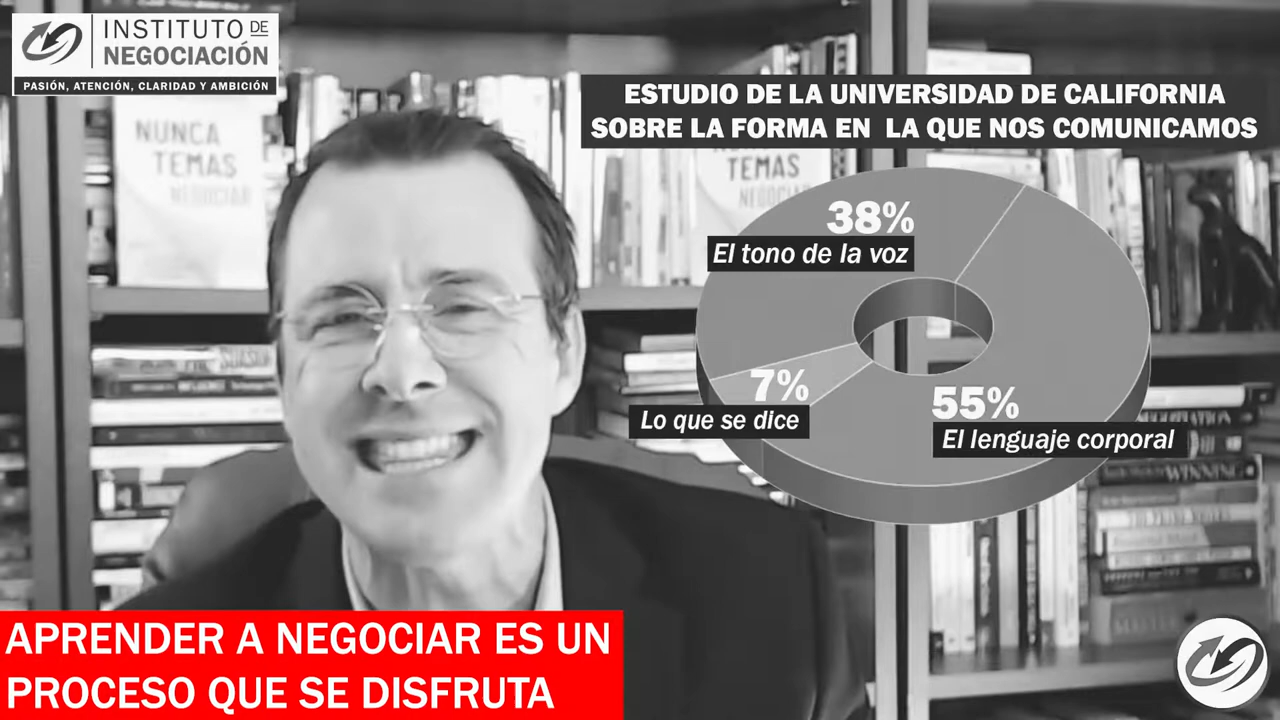 INSTITUTO DE
NEGOCIACIÓN
PASIÓN, ATENCIÓN, CLARIDAD Y AMBICIÓN
ESTUDIO DE LA UNIVERSIDAD DE CALIFORNIA
SOBRE LA FORMA EN LA QUE NOS COMUNICAMOS
NUNCA
TEMAS
NEGOCIAR
TEMAS
NEGOCIAR
38%
El tono de la voz
7%
Lo que se dice
55%
El lenguaje corporal
WINNING
APRENDER A NEGOCIAR ES UN
PROCESO QUE SE DISFRUTA